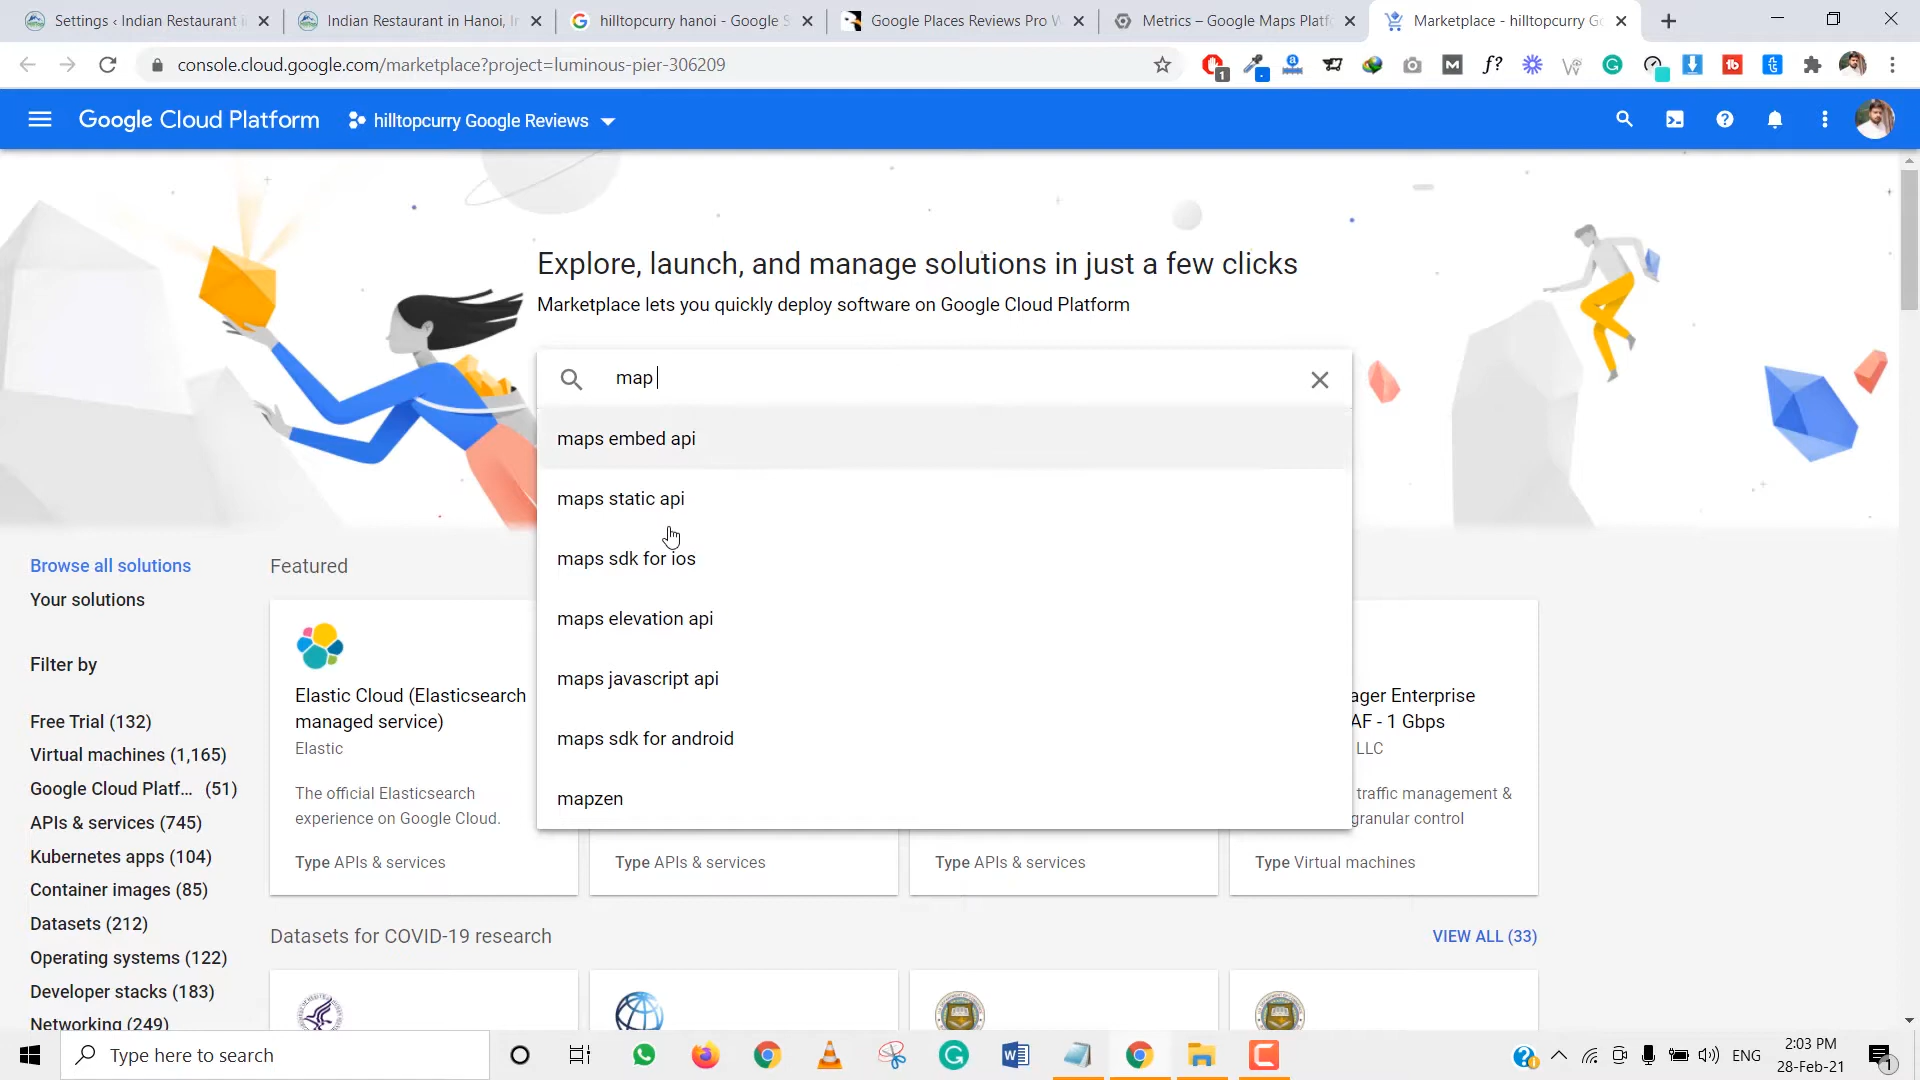 Settings ‹ Indian Restaurant i
Indian Restaurant in Hanoi, I
hilltopcurry hanoi - Google S
Google Places Reviews Pro W
Metrics – Google Maps Platf
Marketplace - hilltopcurry G
console.cloud.google.com/marketplace?project=luminous-pier-306209
Google Cloud Platform
hilltopcurry Google Reviews
Explore, launch, and manage solutions in just a few clicks
Marketplace lets you quickly deploy software on Google Cloud Platform
map
maps embed api
maps static api
maps sdk for ios
maps elevation api
maps javascript api
maps sdk for android
mapzen
Browse all solutions
Your solutions
Filter by
Free Trial (132)
Virtual machines (1,165)
Google Cloud Platf... (51)
APIs & services (745)
Kubernetes apps (104)
Container images (85)
Datasets (212)
Operating systems (122)
Developer stacks (183)
Networking (249)
Featured
Elastic Cloud (Elasticsearch
managed service)
Elastic
The official Elasticsearch
experience on Google Cloud.
Type APIs & services
Type APIs & services
Type APIs & services
ager Enterprise
AF - 1 Gbps
LLC
traffic management &
granular control
Type Virtual machines
Datasets for COVID-19 research
VIEW ALL (33)
Type here to search
ENG
2:03 PM
28-Feb-21